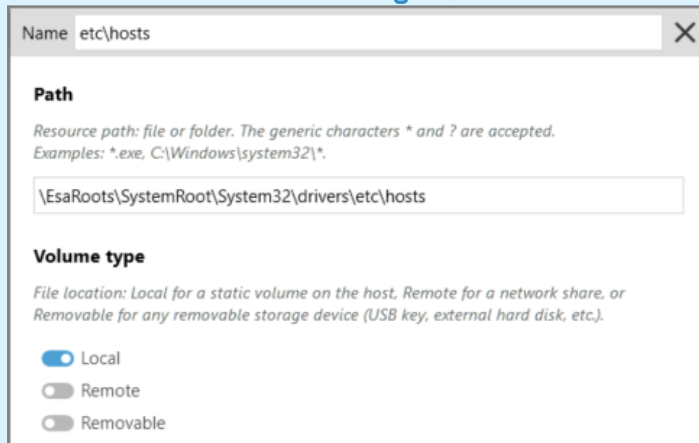 Name etc\hosts
Path
Resource path: file or folder. The generic characters * and ? are accepted.
Examples: *.exe, C:\Windows\system32\*.
\EsaRoots\SystemRoot\System32\drivers\etc\hosts
Volume type
File location: Local for a static volume on the host, Remote for a network share, or
Removable for any removable storage device (USB key, external hard disk, etc.).
Local
Remote
Removable